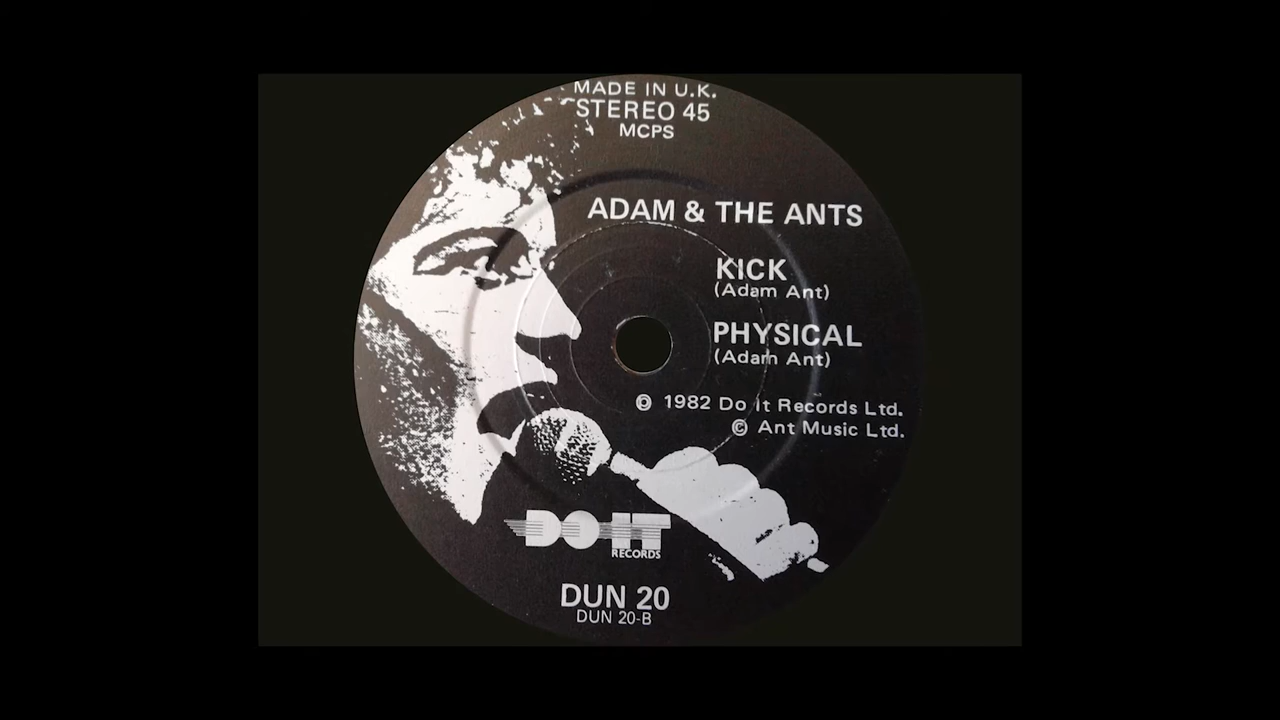 MADE IN U.K.
STEREO 45
MCPS
ADAM & THE ANTS
KICK
(Adam Ant)
PHYSICAL
(Adam Ant)
℗ 1982 Do It Records Ltd.
© Ant Music Ltd.
DO IT
RECORDS
DUN 20
DUN 20-B